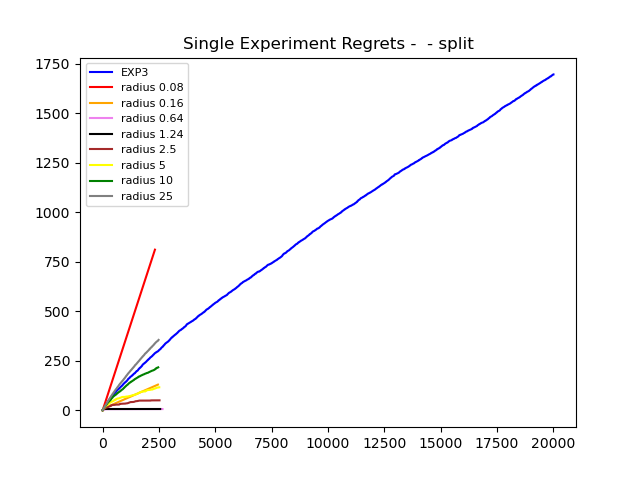 Single Experiment Regrets -  - split
EXP3
radius 0.08
radius 0.16
radius 0.64
radius 1.24
radius 2.5
radius 5
radius 10
radius 25
1750
1500
1250
1000
750
500
250
0
0 2500 5000 7500 10000 12500 15000 17500 20000